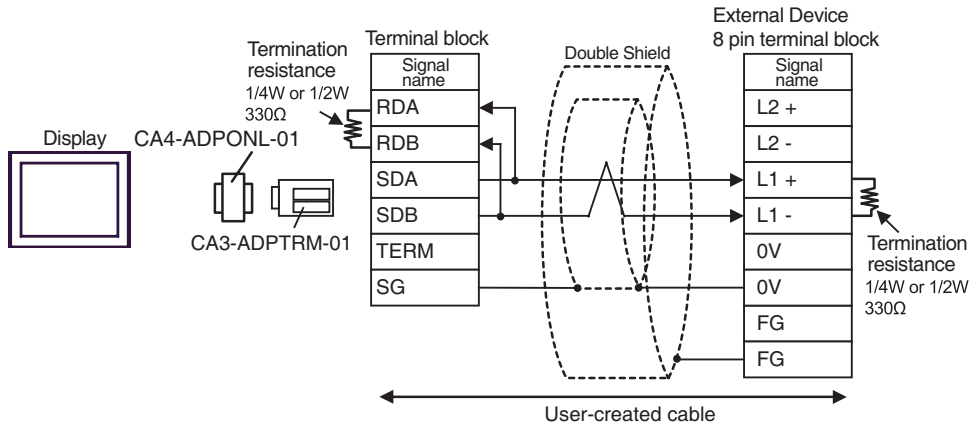 External Device
8 pin terminal block
Terminal block
Double Shield
Termination
resistance
1/4W or 1/2W
330Ω
Signal
name
Signal
name
RDA
L2 +
Display
CA4-ADPONL-01
RDB
L2 -
SDA
L1 +
SDB
L1 -
CA3-ADPTRM-01
TERM
0V
Termination
resistance
1/4W or 1/2W
330Ω
SG
0V
FG
FG
User-created cable